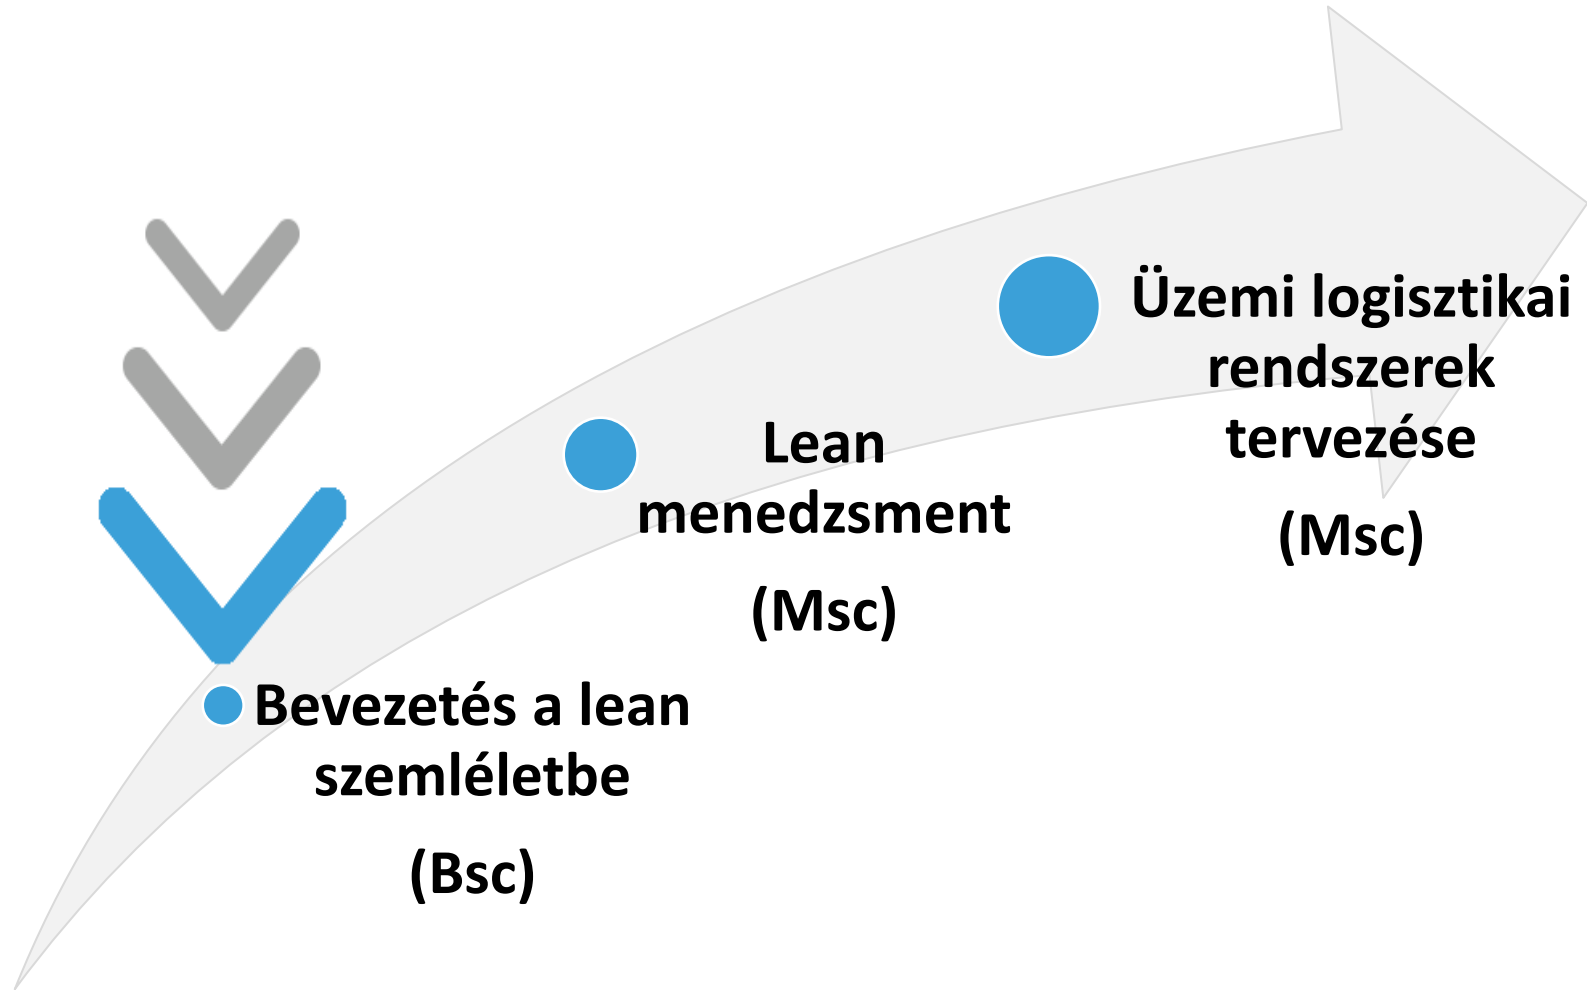 Bevezetés a lean
szemléletbe
(Bsc)
Lean
menedzsment
(Msc)
Üzemi logisztikai
rendszerek
tervezése
(Msc)